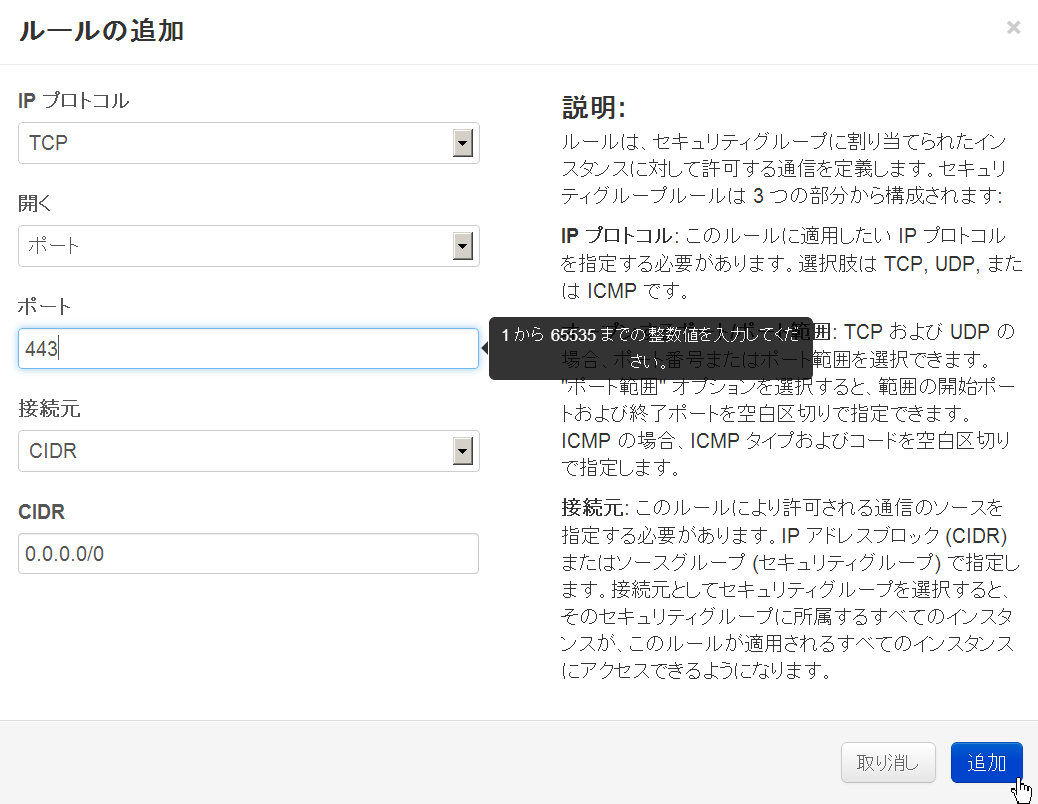 ルールの追加
×
IP プロトコル
TCP
開く
ポート
ポート
443
接続元
CIDR
CIDR
0.0.0.0/0
1 から 65535 までの整数値を入力してくだ
さい。
説明:
ルールは、セキュリティグループに割り当てられたイン
スタンスに対して許可する通信を定義します。セキュリ
ティグループルールは 3 つの部分から構成されます:
IP プロトコル: このルールに適用したい IP プロトコル
を指定する必要があります。選択肢は TCP, UDP, また
は ICMP です。
範囲: TCP および UDP の
場合、ポート番号またはポート範囲を選択できます。
"ポート範囲" オプションを選択すると、範囲の開始ポー
トおよび終了ポートを空白区切りで指定できます。
ICMP の場合、ICMP タイプおよびコードを空白区切り
で指定します。
接続元: このルールにより許可される通信のソースを
指定する必要があります。IP アドレスブロック (CIDR)
またはソースグループ (セキュリティグループ) で指定し
ます。接続元としてセキュリティグループを選択すると、
そのセキュリティグループに所属するすべてのインスタ
ンスが、このルールが適用されるすべてのインスタンス
にアクセスできるようになります。
取り消し
追加